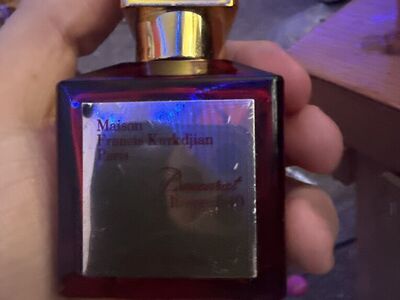 Maison
Francis Kurkdjian
Paris
Baccarat
Rouge 540